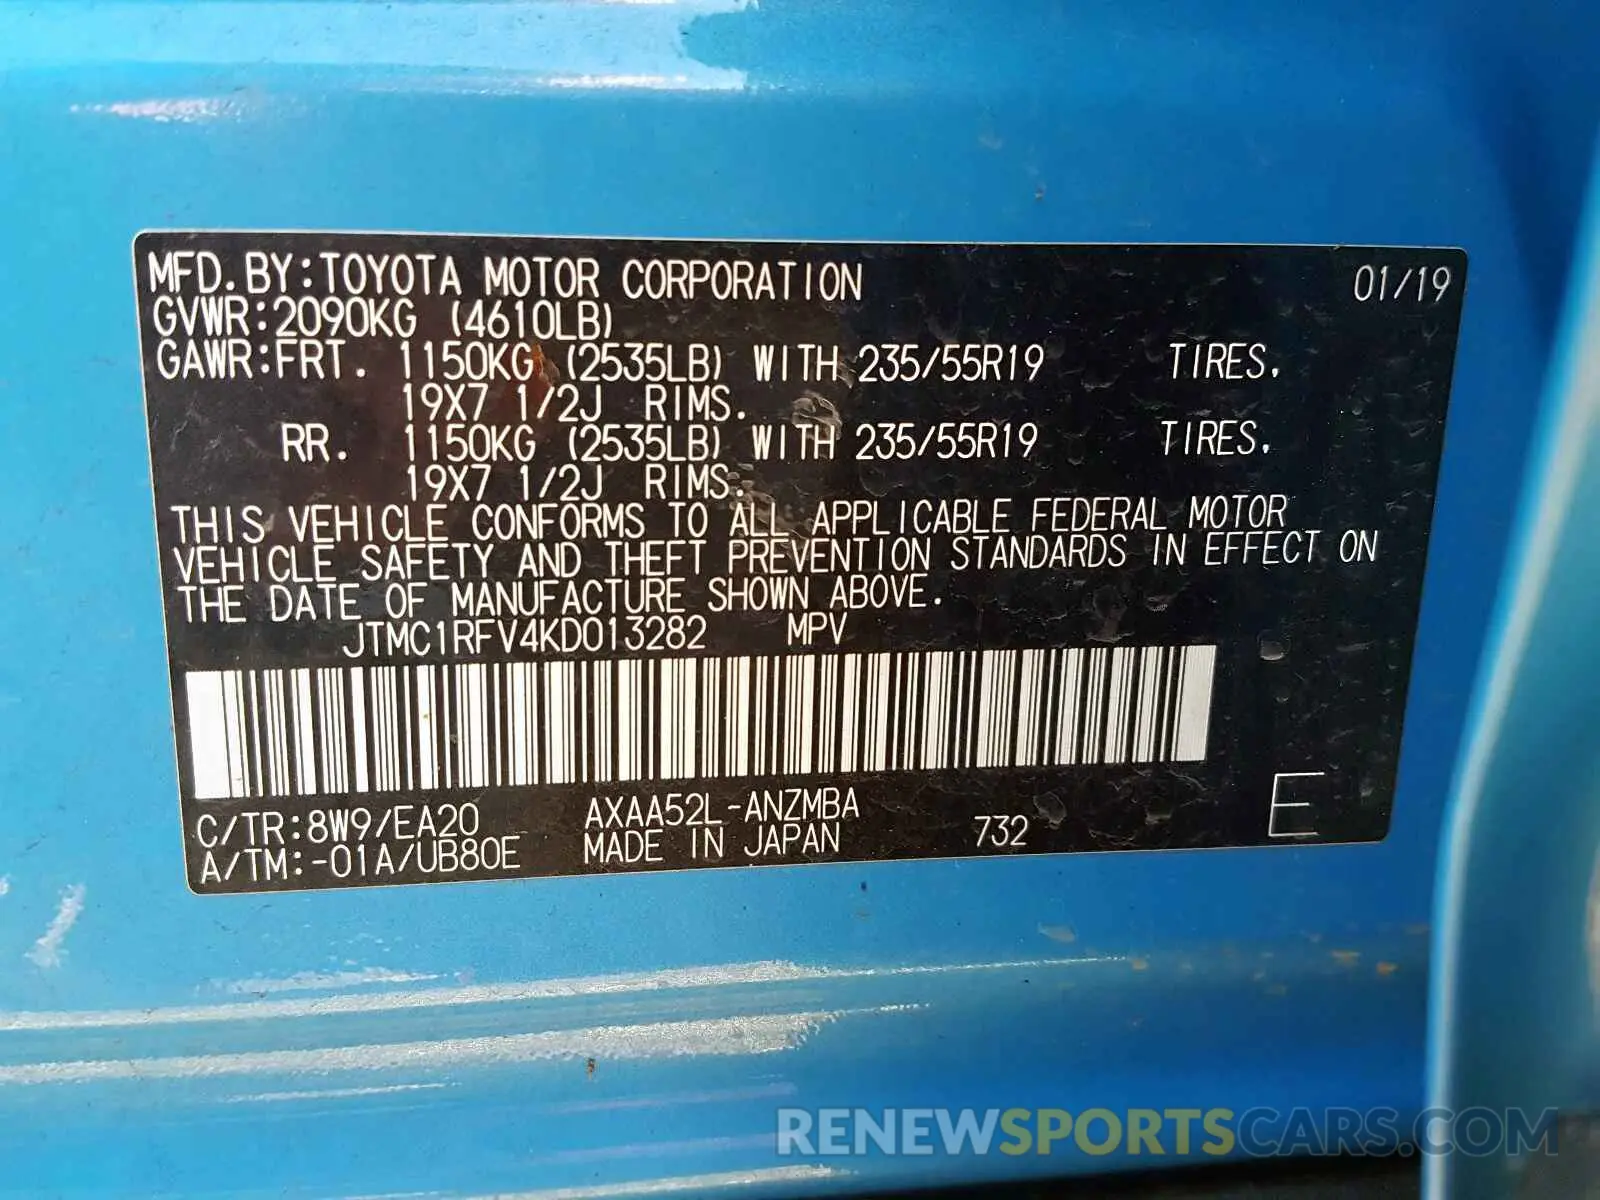 MFD. BY: TOYOTA MOTOR CORPORATION 01/19
GVWR: 2090KG (4610LB)
GAWR: FRT. 1150KG (2535LB) WITH 235/55R19 TIRES.
19X7 1/2J RIMS.
RR. 1150KG (2535LB) WITH 235/55R19 TIRES.
19X7 1/2J RIMS.
THIS VEHICLE CONFORMS TO ALL APPLICABLE FEDERAL MOTOR
VEHICLE SAFETY AND THEFT PREVENTION STANDARDS IN EFFECT ON
THE DATE OF MANUFACTURE SHOWN ABOVE.
JTMC1RFV4KD013282 MPV
C/TR: 8W9/EA20 AXAA52L-ANZMBA
A/TM: -01A/UB80E MADE IN JAPAN 732 E
RENEWSPORTSCARS.COM